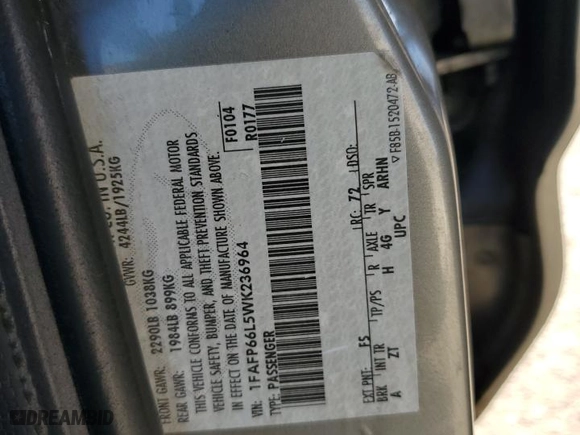 IN U.S.A.
GVWR: 4244LB/1925KG
FRONT GAWR: 2290LB 1038KG
REAR GAWR: 1984LB 899KG
THIS VEHICLE CONFORMS TO ALL APPLICABLE FEDERAL MOTOR
VEHICLE SAFETY, BUMPER, AND THEFT PREVENTION STANDARDS
IN EFFECT ON THE DATE OF MANUFACTURE SHOWN ABOVE.
VIN: 1FAFP66L5WK236964
TYPE: PASSENGER
F0104
R0177
EXT PNT: F5 RC: 72 DSO:
BRK INT TR TP/PS R AXLE TR SPR
A ZT H 4G Y ARHN
UPC
▽ F85B-1520472-AB
DREAMBID